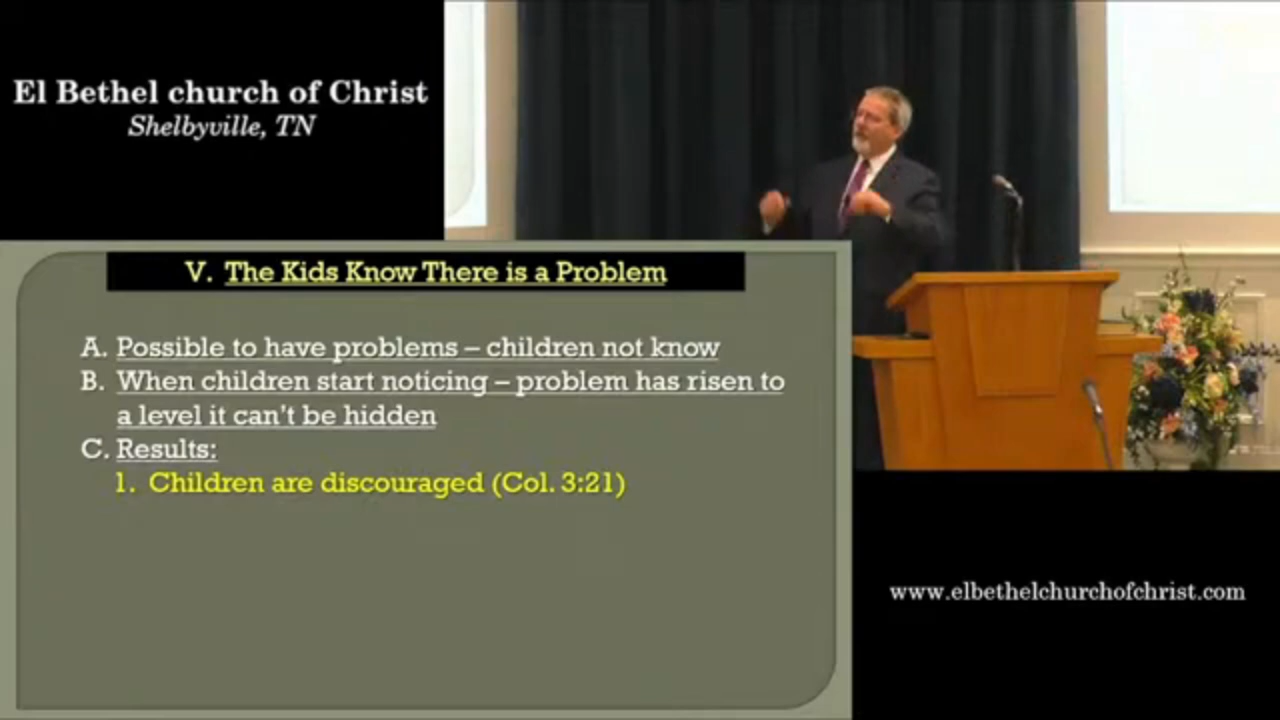 El Bethel church of Christ
Shelbyville, TN
V. The Kids Know There is a Problem
A. Possible to have problems – children not know
B. When children start noticing – problem has risen to
a level it can't be hidden
C. Results:
1. Children are discouraged (Col. 3:21)
www.elbethelchurchofchrist.com